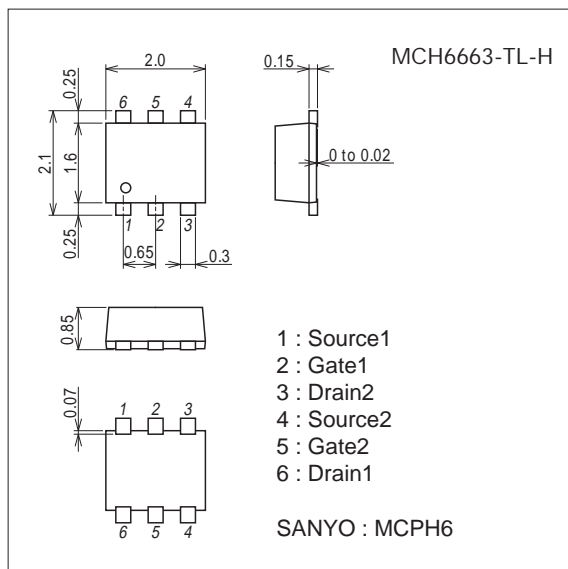 MCH6663-TL-H
2.0
0.15
0.25
6 5 4
2.1
1.6
0 to 0.02
0.25
1 2 3
0.65
0.3
0.85
1 : Source1
2 : Gate1
3 : Drain2
4 : Source2
5 : Gate2
6 : Drain1
0.07
1 2 3
6 5 4
SANYO : MCPH6